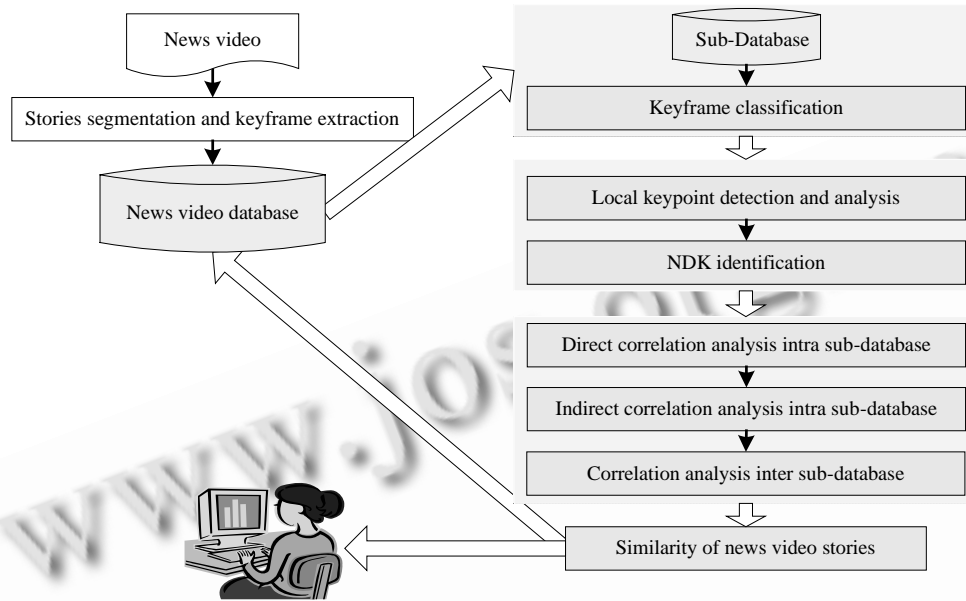 News video
Stories segmentation and keyframe extraction
News video database
Sub-Database
Keyframe classification
Local keypoint detection and analysis
NDK identification
Direct correlation analysis intra sub-database
Indirect correlation analysis intra sub-database
Correlation analysis inter sub-database
Similarity of news video stories